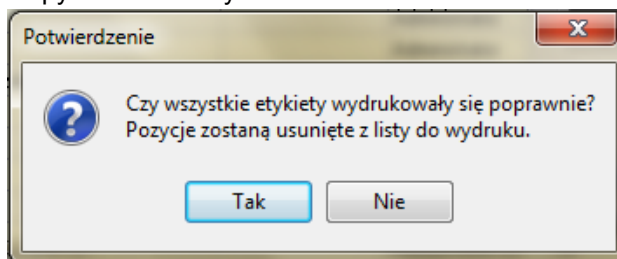 Potwierdzenie
Czy wszystkie etykiety wydrukowały się poprawnie?
Pozycje zostaną usunięte z listy do wydruku.
Tak
Nie